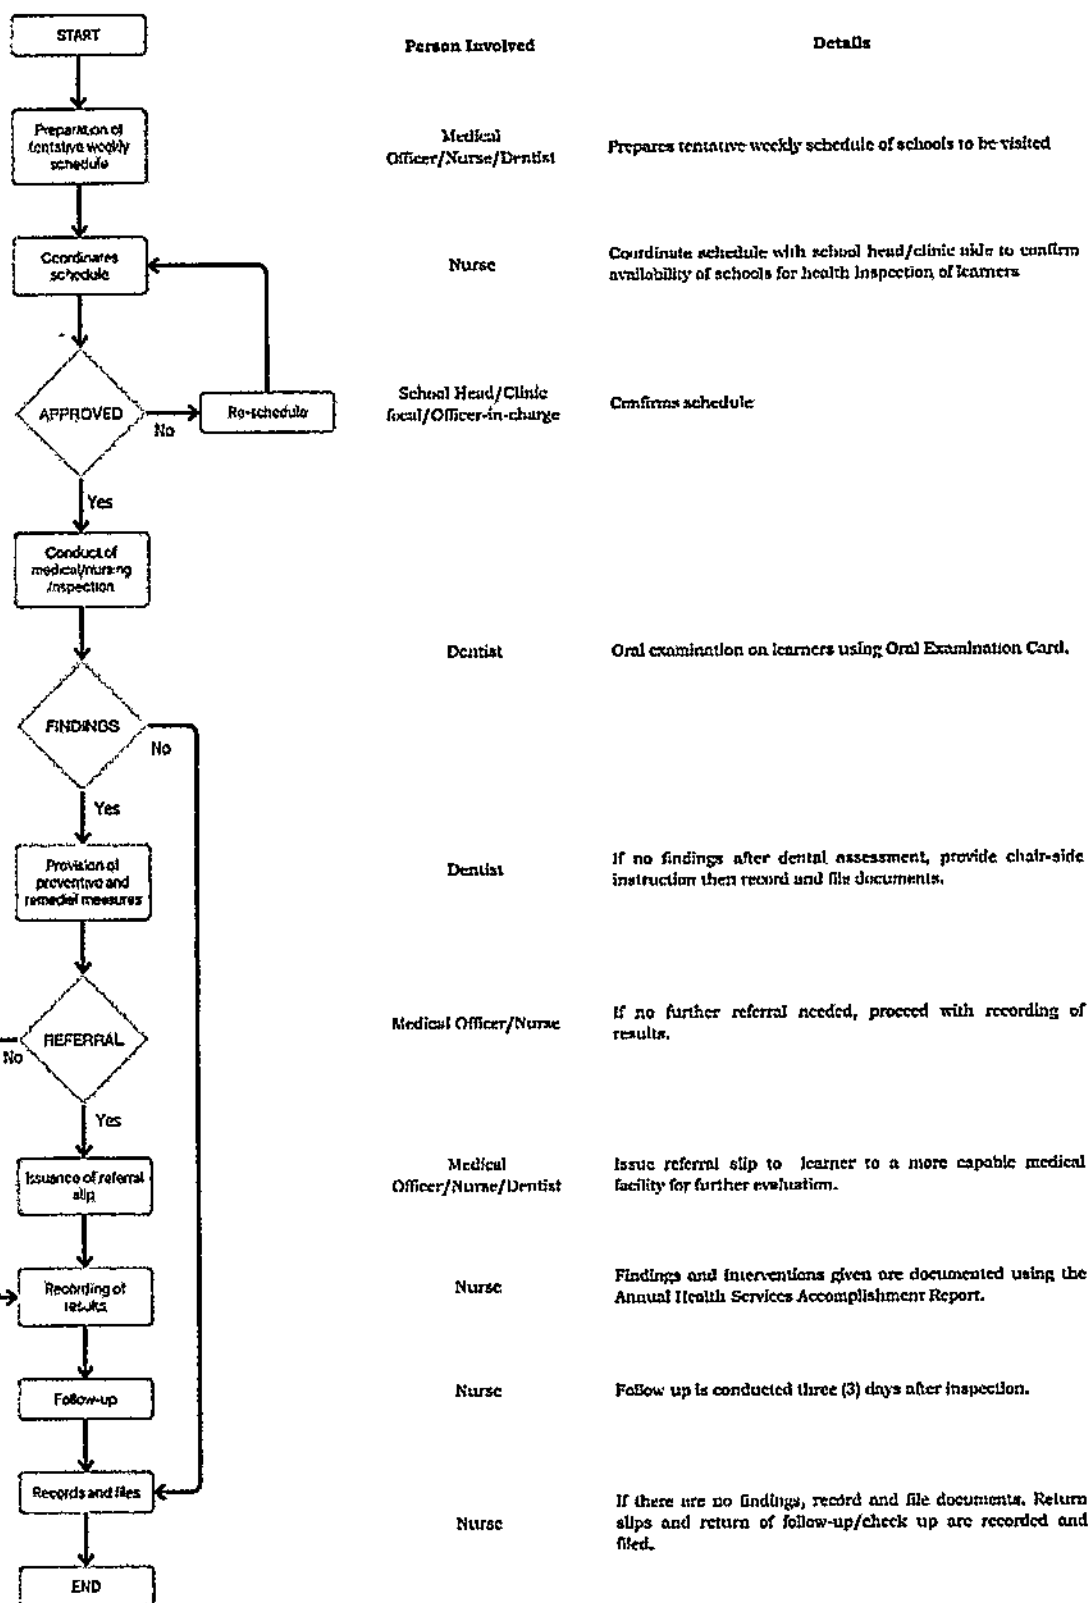 START
Person Involved
Details
Preparation of
tentative weekly
schedule
Medical
Officer/Nurse/Dentist
Prepares tentative weekly schedule of schools to be visited
Coordinates
schedule
Nurse
Coordinate schedule with school head/clinic aide to confirm
availability of schools for health inspection of learners
APPROVED
No
Re-schedule
School Head/Clinic
focal/Officer-in-charge
Confirms schedule
Yes
Conduct of
medical/nursing
/inspection
Dentist
Oral examination on learners using Oral Examination Card.
FINDINGS
No
Yes
Provision of
preventive and
remedial measures
Dentist
If no findings after dental assessment, provide chair-side
instruction then record and file documents.
REFERRAL
No
Medical Officer/Nurse
If no further referral needed, proceed with recording of
results.
Yes
Issuance of referral
slip
Medical
Officer/Nurse/Dentist
Issue referral slip to learner to a more capable medical
facility for further evaluation.
Recording of
results
Nurse
Findings and interventions given are documented using the
Annual Health Services Accomplishment Report.
Follow-up
Nurse
Follow up is conducted three (3) days after inspection.
Records and files
Nurse
If there are no findings, record and file documents. Return
slips and return of follow-up/check up are recorded and
filed.
END